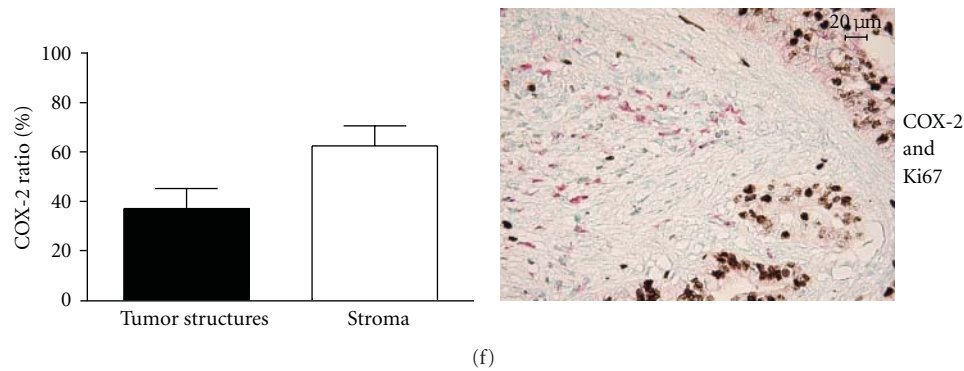 COX-2 ratio (%)
100
80
60
40
20
0
Tumor structures
Stroma
20 µm
COX-2
and
Ki67
(f)